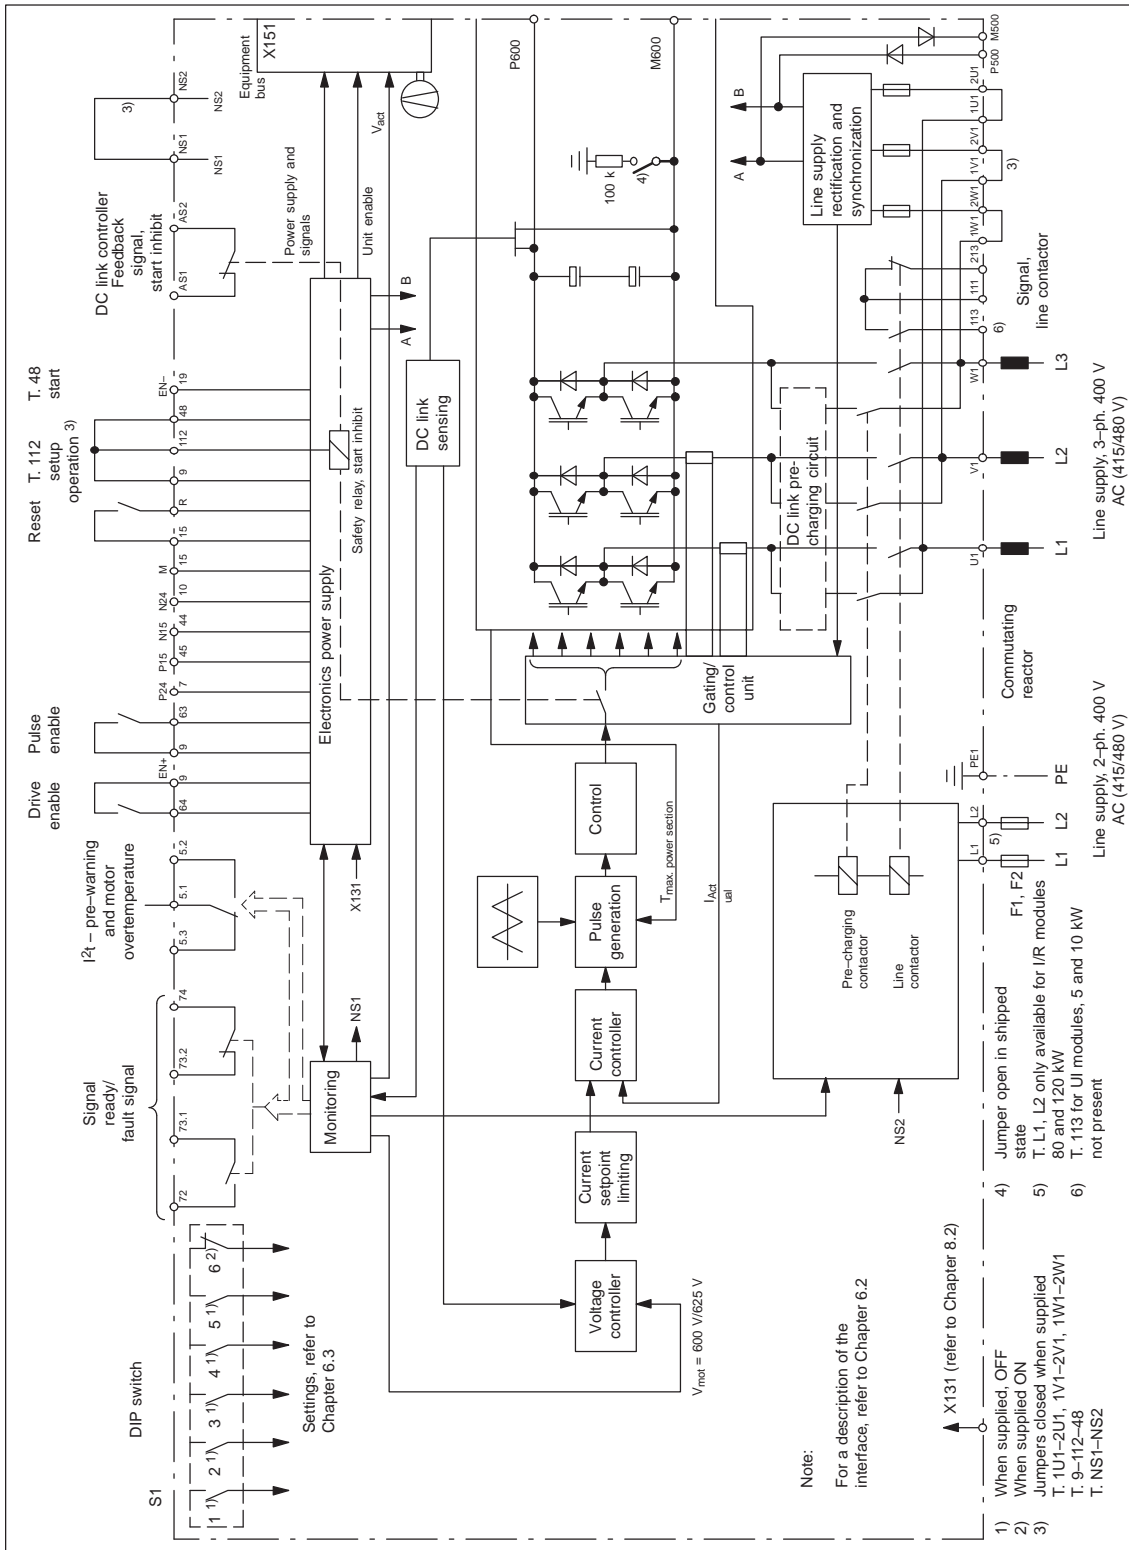 S1
DIP switch
1 1)
2 1)
3 1)
4 1)
5 1)
6 2)
Settings, refer to
Chapter 6.3
Signal
ready/
fault signal
72
73.1
73.2
74
I2t – pre–warning
and motor
overtemperature
5.3
5.1
5.2
Drive
enable
64
9
EN+
Pulse
enable
9
63
P24
7
P15
45
N15
44
N24
10
M
15
Reset
15
R
T. 112
setup
operation 3)
9
112
T. 48
start
48
19
EN–
DC link controller
Feedback
signal,
start inhibit
AS1
AS2
3)
NS1
NS1
NS2
NS2
Equipment
bus
X151
Monitoring
NS1
X131
Electronics power supply
Safety relay, start inhibit
Power supply and
signals
Unit enable
Vact
A
B
DC link
sensing
P600
M600
100 k
4)
Voltage
controller
Current
setpoint
limiting
Current
controller
Pulse
generation
Control
Gating/
control
unit
Vmot = 600 V/625 V
Tmax. power section
IAct
ual
DC link pre-
charging circuit
A
B
Line supply
rectification and
synchronization
NS2
Pre–charging
contactor
Line
contactor
L1
L2
5)
F1, F2
L1
L2
PE1
PE
Line supply, 2–ph. 400 V
AC (415/480 V)
Commutating
reactor
U1
V1
W1
L1
L2
L3
Line supply, 3–ph. 400 V
AC (415/480 V)
113
111
213
6)
Signal,
line contactor
1W1
2W1
1V1
2V1
1U1
2U1
3)
P500
M500
Note:
For a description of the
interface, refer to Chapter 6.2
X131 (refer to Chapter 8.2)
1) When supplied, OFF
2) When supplied ON
3) Jumpers closed when supplied
T. 1U1–2U1, 1V1–2V1, 1W1–2W1
T. 9–112–48
T. NS1–NS2
4) Jumper open in shipped
state
5) T. L1, L2 only available for I/R modules
80 and 120 kW
6) T. 113 for UI modules, 5 and 10 kW
not present